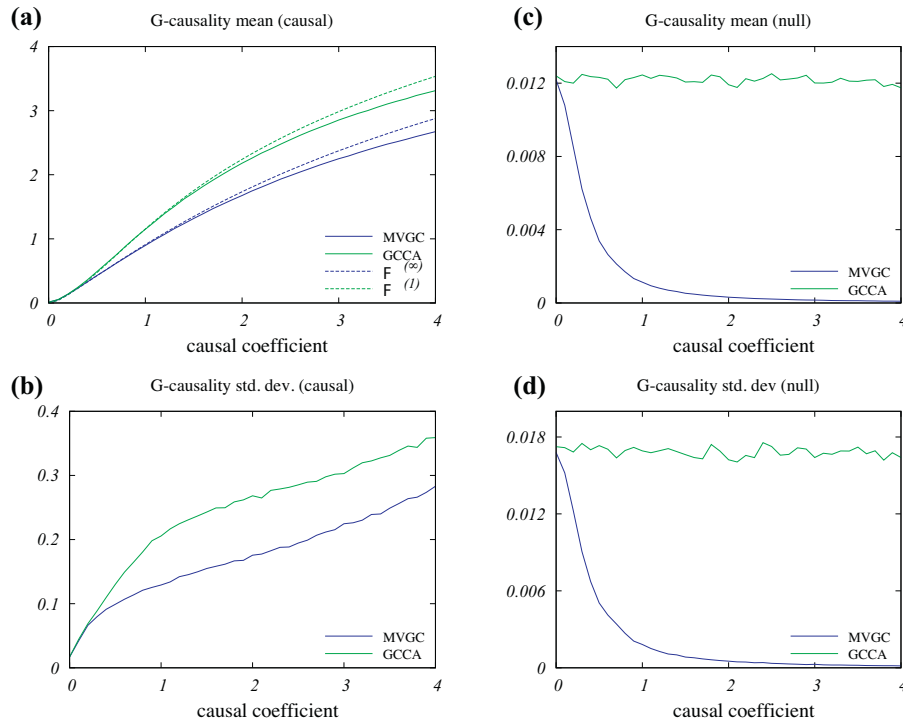 (a)
G-causality mean (causal)
4
3
2
1
0
0 1 2 3 4
MVGC
GCCA
F (∞)
F (1)
causal coefficient
(c)
G-causality mean (null)
0.012
0.008
0.004
0
0 1 2 3 4
MVGC
GCCA
causal coefficient
(b)
G-causality std. dev. (causal)
0.4
0.3
0.2
0.1
0
0 1 2 3 4
MVGC
GCCA
causal coefficient
(d)
G-causality std. dev (null)
0.018
0.012
0.006
0
0 1 2 3 4
MVGC
GCCA
causal coefficient